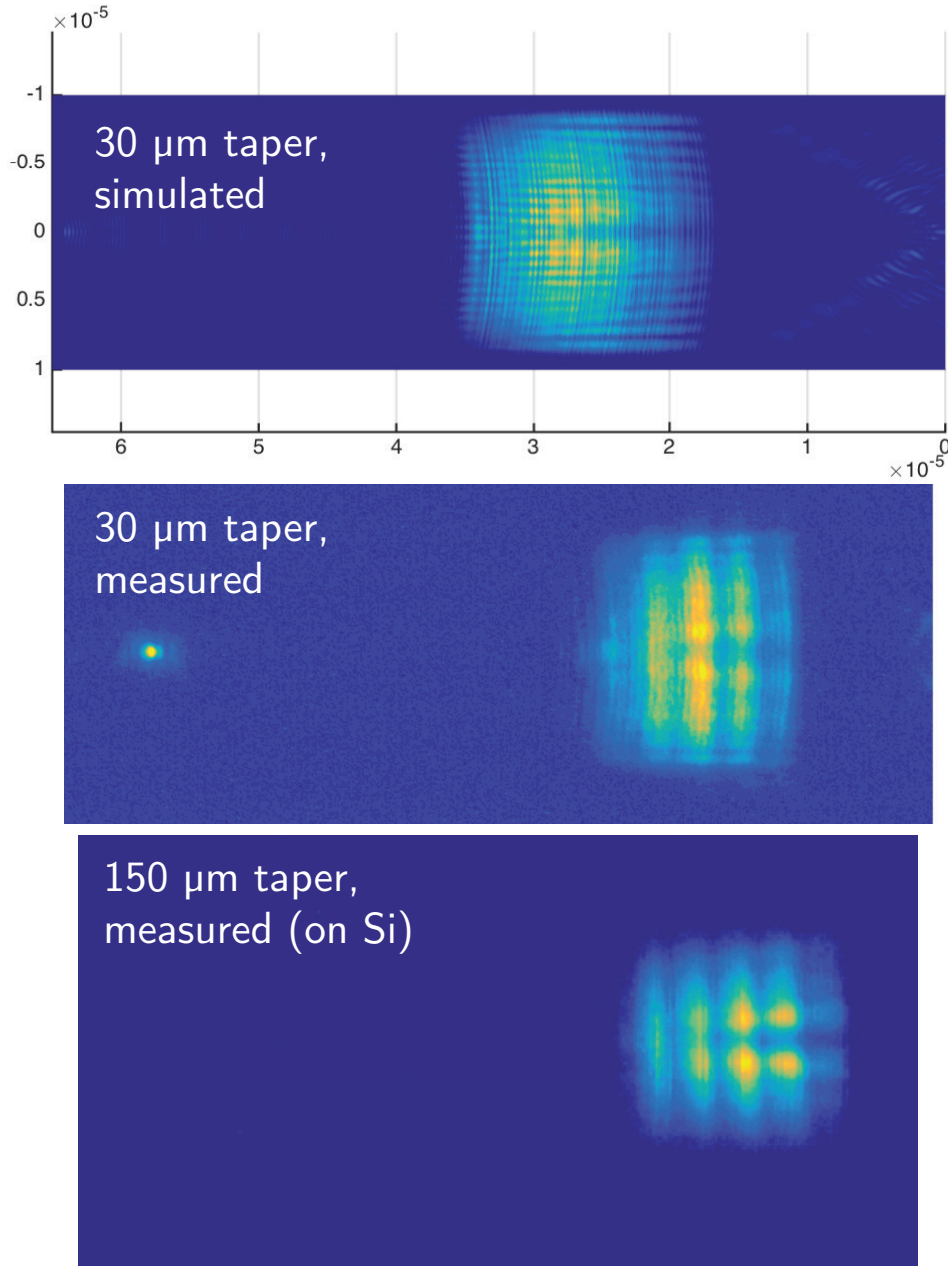 ×10⁻⁵
-1
-0.5
0
0.5
1
30 µm taper,
simulated
6 5 4 3 2 1 0
×10⁻⁵
30 µm taper,
measured
150 µm taper,
measured (on Si)